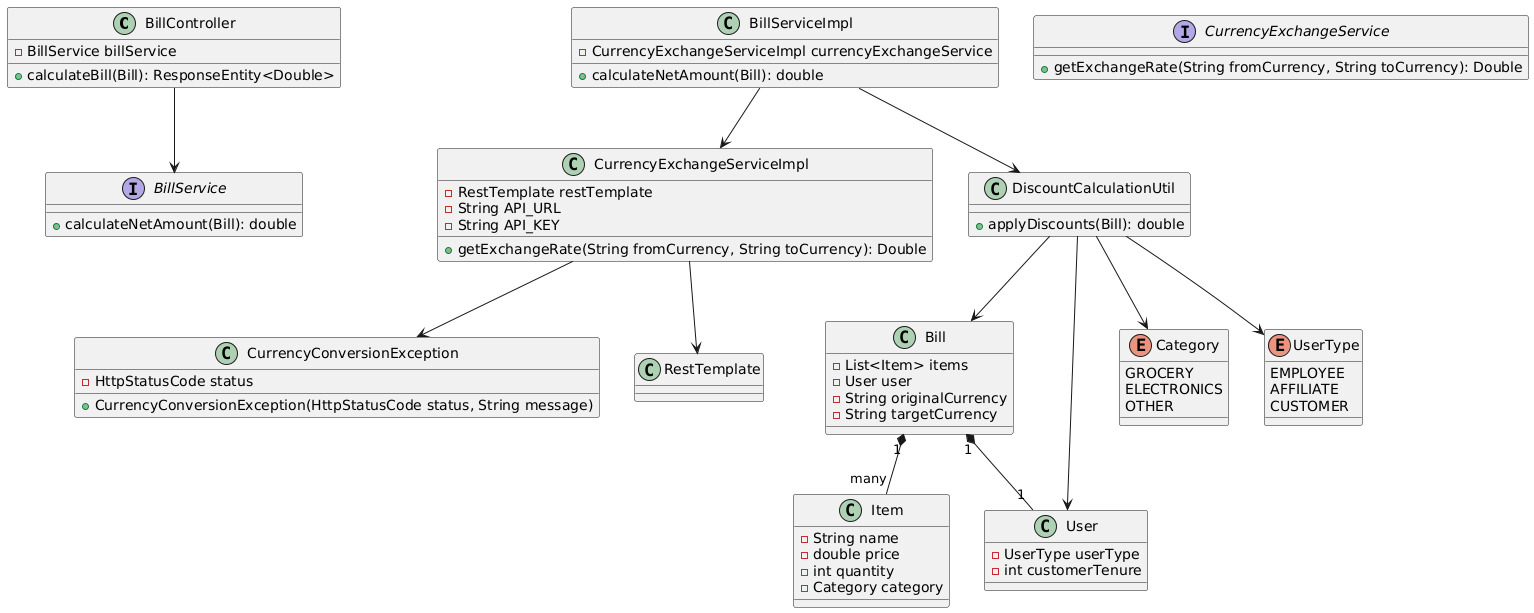 C BillController
BillService billService
calculateBill(Bill): ResponseEntity<Double>
C BillServiceImpl
CurrencyExchangeServiceImpl currencyExchangeService
calculateNetAmount(Bill): double
I CurrencyExchangeService
getExchangeRate(String fromCurrency, String toCurrency): Double
I BillService
calculateNetAmount(Bill): double
C CurrencyExchangeServiceImpl
RestTemplate restTemplate
String API_URL
String API_KEY
getExchangeRate(String fromCurrency, String toCurrency): Double
C DiscountCalculationUtil
applyDiscounts(Bill): double
C CurrencyConversionException
HttpStatusCode status
CurrencyConversionException(HttpStatusCode status, String message)
C RestTemplate
C Bill
List<Item> items
User user
String originalCurrency
String targetCurrency
E Category
GROCERY
ELECTRONICS
OTHER
E UserType
EMPLOYEE
AFFILIATE
CUSTOMER
1
1
many
1
C Item
String name
double price
int quantity
Category category
C User
UserType userType
int customerTenure